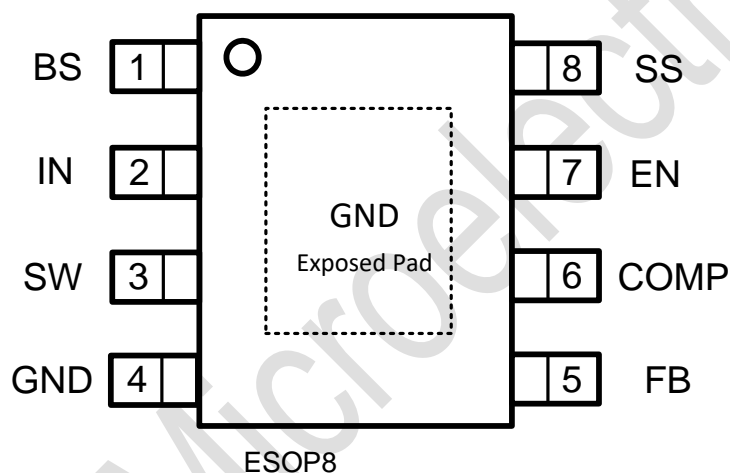 BS 1 8 SS
IN 2 7 EN
GND
Exposed Pad
SW 3 6 COMP
GND 4 5 FB
ESOP8
Microelecti